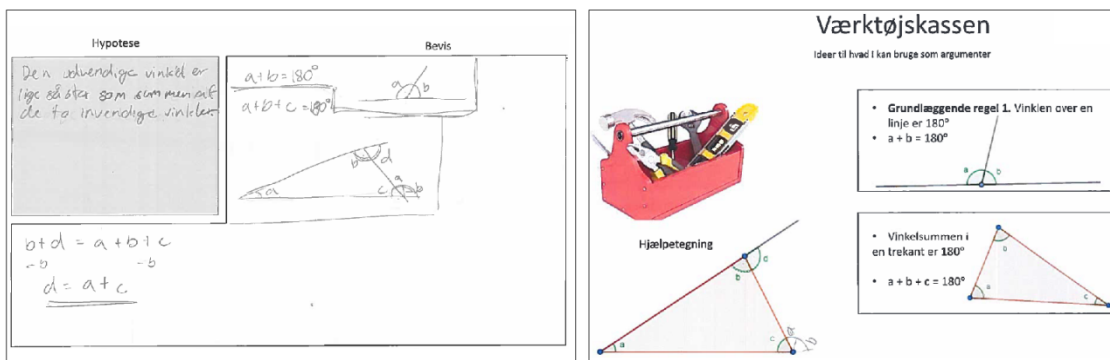 Hypotese
Den udvendige vinkel er
lige så stor som summen af
de to invendige vinkler.
Bevis
a+b=180°
a+b+c=180°
a b
b d
a c a b
b+d = a+b+c
-b -b
d = a+c
Værktøjskassen
Ideer til hvad I kan bruge som argumenter
• Grundlæggende regel 1. Vinklen over en
linje er 180°
• a + b = 180°
a b
Hjælpetegning
b d
a c a
• Vinkelsummen i
en trekant er 180°
• a + b + c = 180°
b
a c